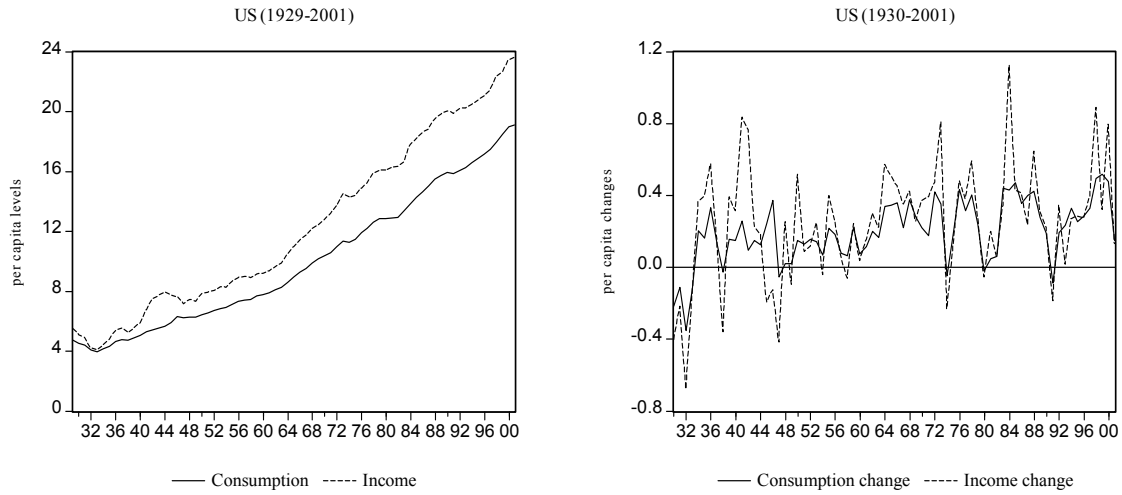 US (1929-2001)
per capita levels
24
20
16
12
8
4
0
32 36 40 44 48 52 56 60 64 68 72 76 80 84 88 92 96 00
Consumption Income
US (1930-2001)
per capita changes
1.2
0.8
0.4
0.0
-0.4
-0.8
32 36 40 44 48 52 56 60 64 68 72 76 80 84 88 92 96 00
Consumption change Income change